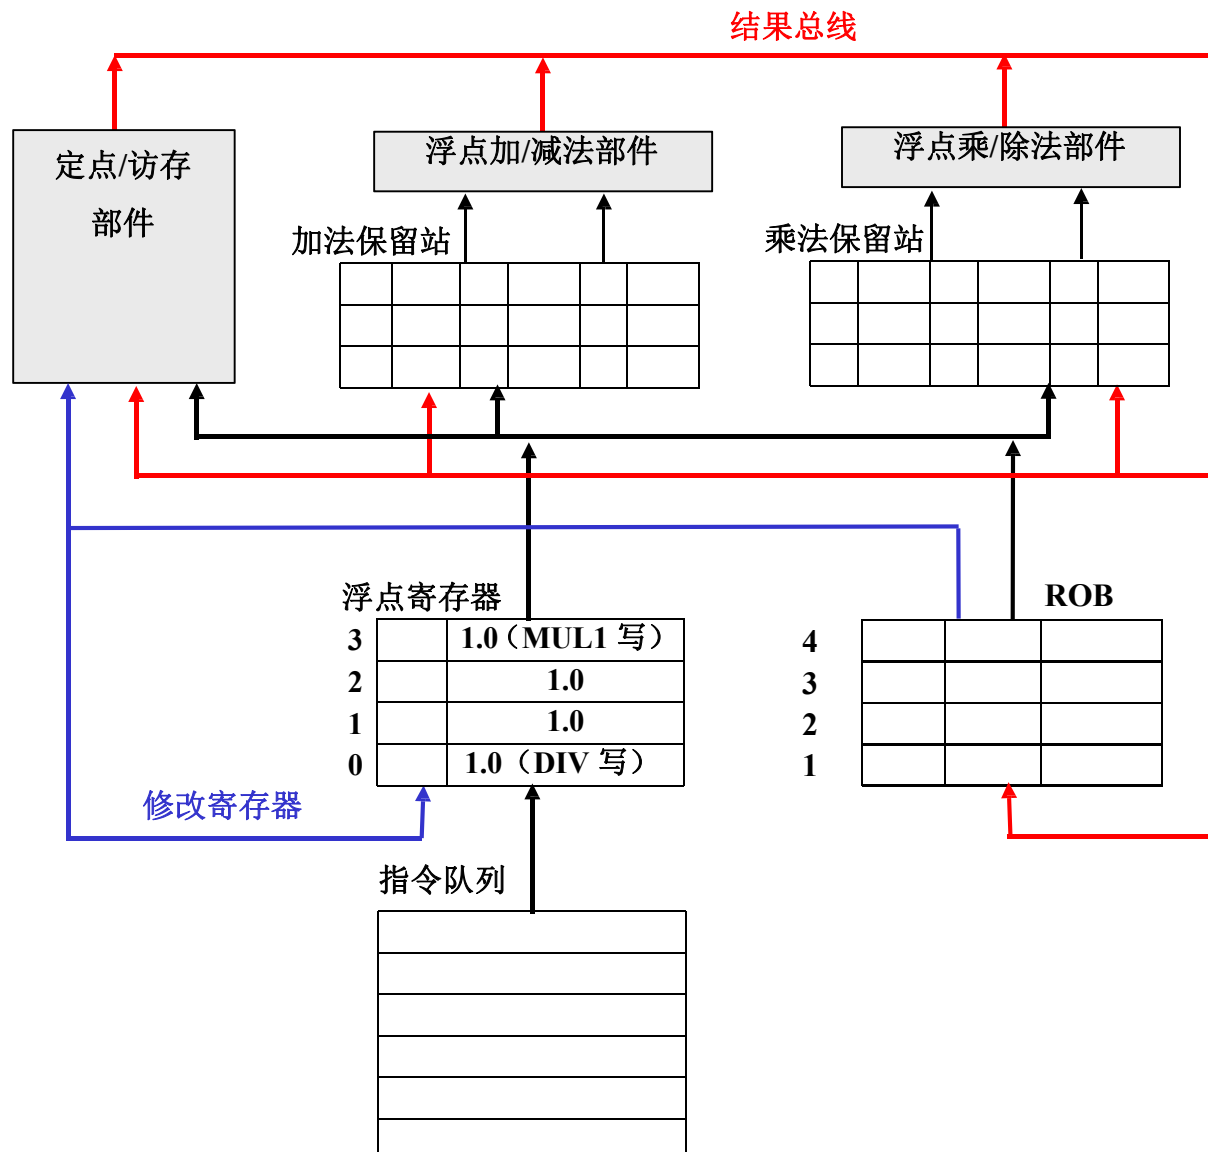 结果总线
定点/访存
部件
浮点加/减法部件
浮点乘/除法部件
加法保留站
乘法保留站
浮点寄存器
ROB
3 1.0（MUL1 写）
2 1.0
1 1.0
0 1.0（DIV 写）
4
3
2
1
修改寄存器
指令队列